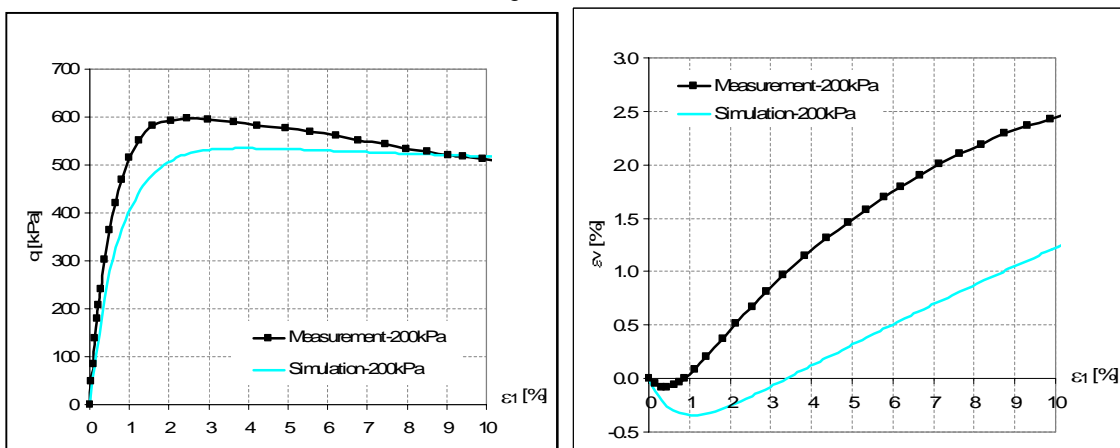 700
600
500
400
300
200
100
0
q [kPa]
Measurement-200kPa
Simulation-200kPa
ε1 [%]
0 1 2 3 4 5 6 7 8 9 10
3.0
2.5
2.0
1.5
1.0
0.5
0.0
-0.5
εv [%]
Measurement-200kPa
Simulation-200kPa
ε1 [%]
0 1 2 3 4 5 6 7 8 9 10